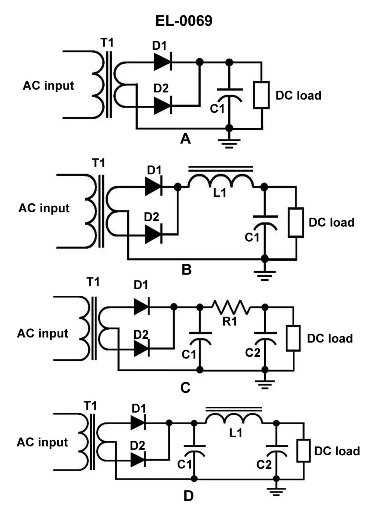 EL-0069
T1
D1
AC input
D2
C1
DC load
A
T1
D1
L1
AC input
D2
C1
DC load
B
T1
D1
R1
AC input
D2
C1
C2
DC load
C
T1
D1
L1
AC input
D2
C1
C2
DC load
D